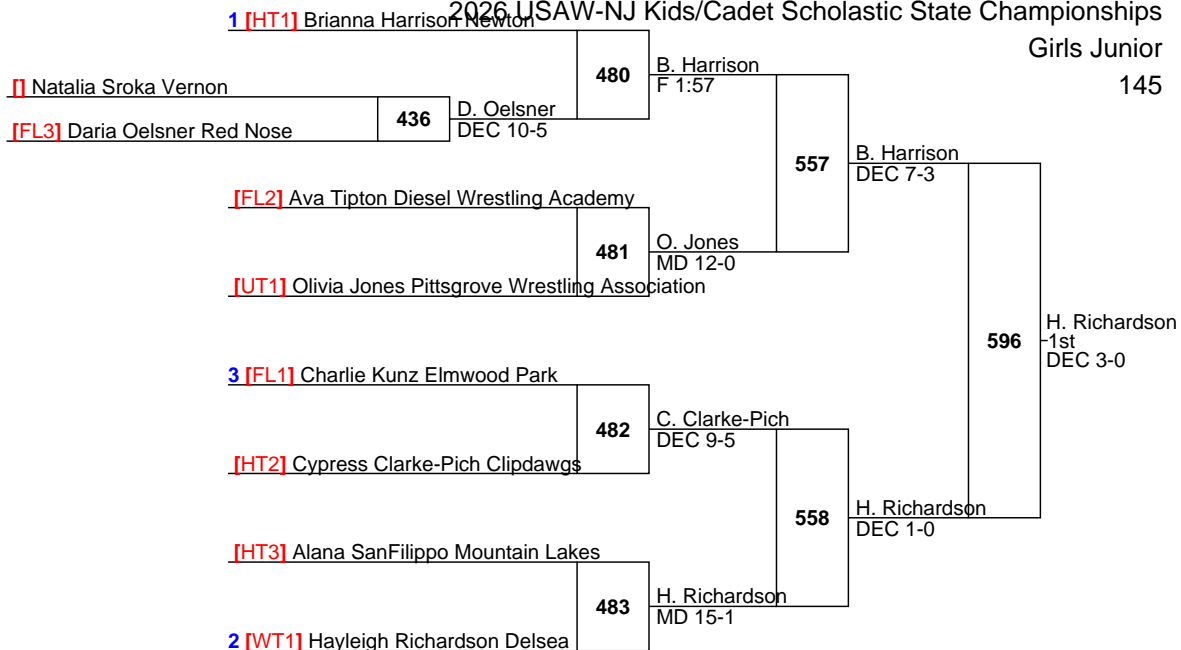 2026 USAW-NJ Kids/Cadet Scholastic State Championships
Girls Junior
145
1 [HT1] Brianna Harrison Newton
480
B. Harrison
F 1:57
[] Natalia Sroka Vernon
436
D. Oelsner
DEC 10-5
[FL3] Daria Oelsner Red Nose
557
B. Harrison
DEC 7-3
[FL2] Ava Tipton Diesel Wrestling Academy
481
O. Jones
MD 12-0
[UT1] Olivia Jones Pittsgrove Wrestling Association
596
H. Richardson
1st
DEC 3-0
3 [FL1] Charlie Kunz Elmwood Park
482
C. Clarke-Pich
DEC 9-5
[HT2] Cypress Clarke-Pich Clipdawgs
558
H. Richardson
DEC 1-0
[HT3] Alana SanFilippo Mountain Lakes
483
H. Richardson
MD 15-1
2 [WT1] Hayleigh Richardson Delsea